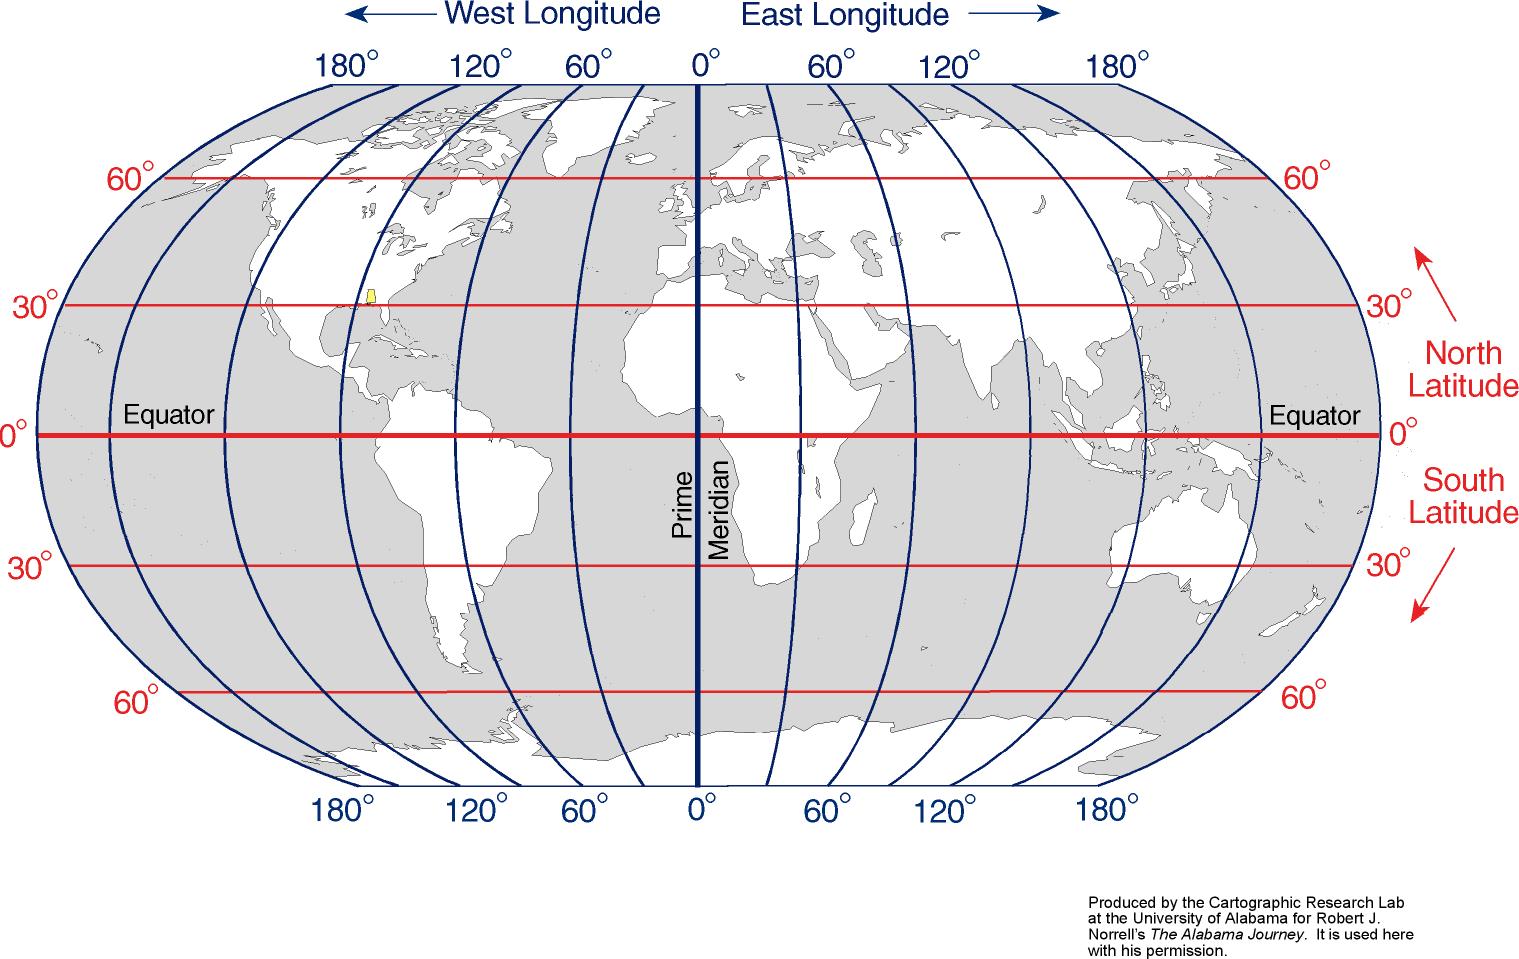 West Longitude East Longitude
180° 120° 60° 0° 60° 120° 180°
60° 60°
30° 30°
North
Latitude
Equator Equator
0° 0°
Prime
Meridian
South
Latitude
30° 30°
60° 60°
180° 120° 60° 0° 60° 120° 180°
Produced by the Cartographic Research Lab
at the University of Alabama for Robert J.
Norrell's The Alabama Journey. It is used here
with his permission.